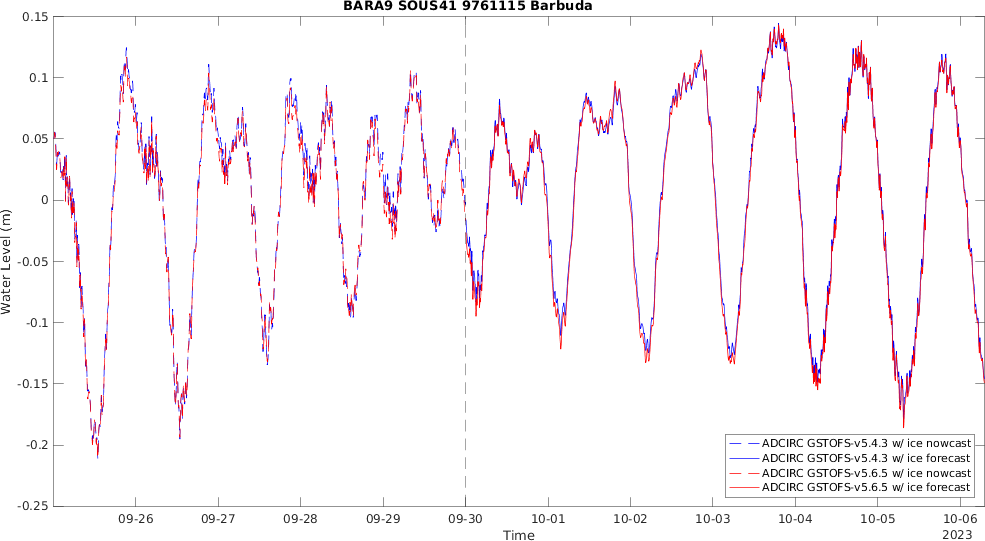 BARA9 SOUS41 9761115 Barbuda
0.15
0.1
0.05
0
-0.05
-0.1
-0.15
-0.2
-0.25
Water Level (m)
ADCIRC GSTOFS-v5.4.3 w/ ice nowcast
ADCIRC GSTOFS-v5.4.3 w/ ice forecast
ADCIRC GSTOFS-v5.6.5 w/ ice nowcast
ADCIRC GSTOFS-v5.6.5 w/ ice forecast
09-26 09-27 09-28 09-29 09-30 10-01 10-02 10-03 10-04 10-05 10-06
2023
Time